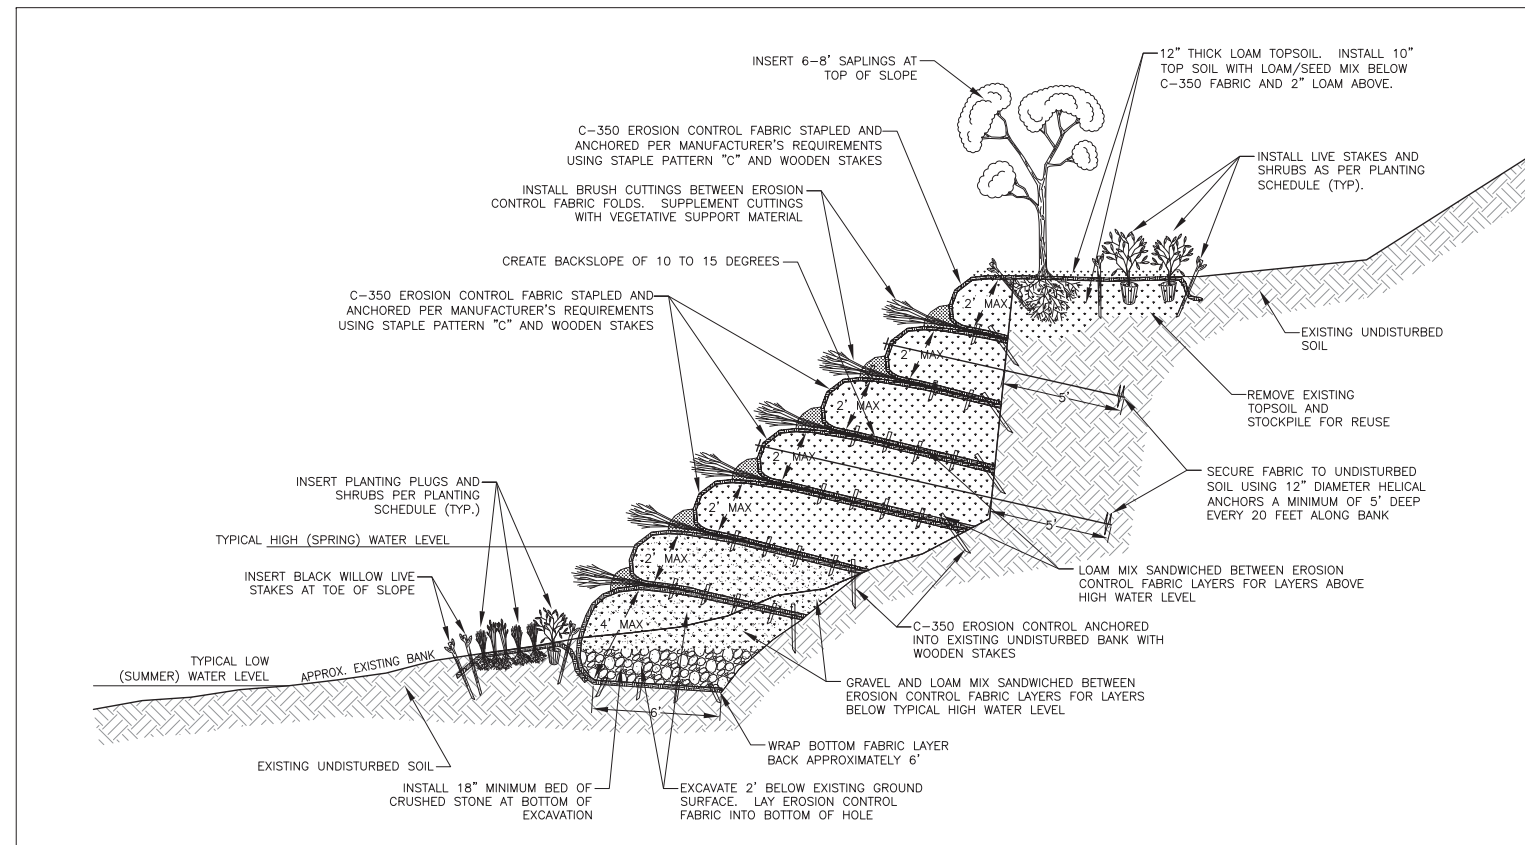 INSERT 6-8' SAPLINGS AT
TOP OF SLOPE
12" THICK LOAM TOPSOIL. INSTALL 10"
TOP SOIL WITH LOAM/SEED MIX BELOW
C-350 FABRIC AND 2" LOAM ABOVE.
C-350 EROSION CONTROL FABRIC STAPLED AND
ANCHORED PER MANUFACTURER'S REQUIREMENTS
USING STAPLE PATTERN "C" AND WOODEN STAKES
INSTALL LIVE STAKES AND
SHRUBS AS PER PLANTING
SCHEDULE (TYP).
INSTALL BRUSH CUTTINGS BETWEEN EROSION
CONTROL FABRIC FOLDS. SUPPLEMENT CUTTINGS
WITH VEGETATIVE SUPPORT MATERIAL
CREATE BACKSLOPE OF 10 TO 15 DEGREES
C-350 EROSION CONTROL FABRIC STAPLED AND
ANCHORED PER MANUFACTURER'S REQUIREMENTS
USING STAPLE PATTERN "C" AND WOODEN STAKES
2' MAX
EXISTING UNDISTURBED
SOIL
2' MAX
5'
REMOVE EXISTING
TOPSOIL AND
STOCKPILE FOR REUSE
2' MAX
2' MAX
SECURE FABRIC TO UNDISTURBED
SOIL USING 12" DIAMETER HELICAL
ANCHORS A MINIMUM OF 5' DEEP
EVERY 20 FEET ALONG BANK
INSERT PLANTING PLUGS AND
SHRUBS PER PLANTING
SCHEDULE (TYP.)
2' MAX
5'
TYPICAL HIGH (SPRING) WATER LEVEL
2' MAX
INSERT BLACK WILLOW LIVE
STAKES AT TOE OF SLOPE
LOAM MIX SANDWICHED BETWEEN EROSION
CONTROL FABRIC LAYERS FOR LAYERS ABOVE
HIGH WATER LEVEL
4' MAX
C-350 EROSION CONTROL ANCHORED
INTO EXISTING UNDISTURBED BANK WITH
WOODEN STAKES
TYPICAL LOW
(SUMMER) WATER LEVEL
APPROX. EXISTING BANK
GRAVEL AND LOAM MIX SANDWICHED BETWEEN
EROSION CONTROL FABRIC LAYERS FOR LAYERS
BELOW TYPICAL HIGH WATER LEVEL
6'
WRAP BOTTOM FABRIC LAYER
BACK APPROXIMATELY 6'
EXISTING UNDISTURBED SOIL
INSTALL 18" MINIMUM BED OF
CRUSHED STONE AT BOTTOM OF
EXCAVATION
EXCAVATE 2' BELOW EXISTING GROUND
SURFACE. LAY EROSION CONTROL
FABRIC INTO BOTTOM OF HOLE